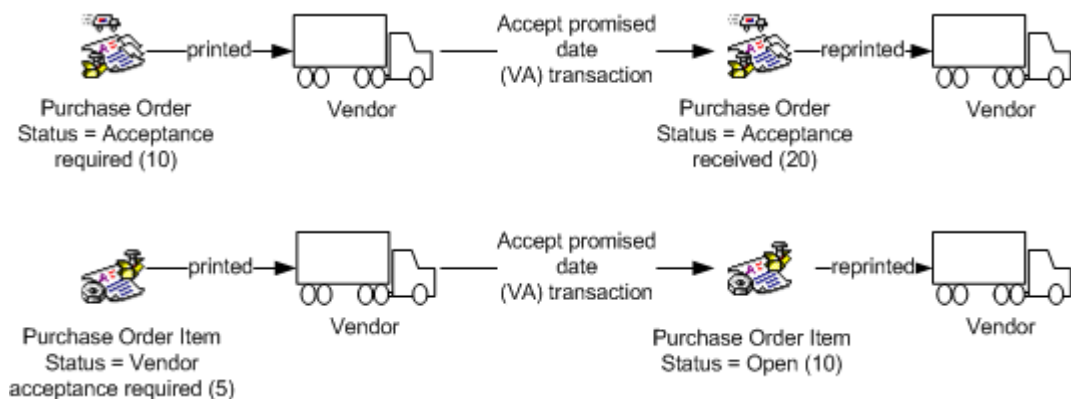 printed
Accept promised
date
(VA) transaction
reprinted
Purchase Order
Status = Acceptance
required (10)
Vendor
Purchase Order
Status = Acceptance
received (20)
Vendor
printed
Accept promised
date
(VA) transaction
reprinted
Purchase Order Item
Status = Vendor
acceptance required (5)
Vendor
Purchase Order Item
Status = Open (10)
Vendor